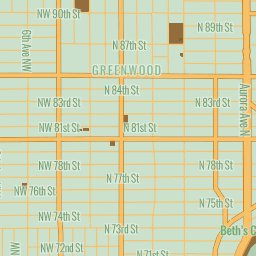 NW 90th St
N 89th St
6th Ave NW
N 87th St
GREENWOOD
N 84th St
NW 83rd St
N 83rd St
Aurora Ave N
NW 81st St
N 81st St
NW 78th St
N 78th St
N 77th St
NW 76th St
N 75th St
NW 74th St
N 73rd St
Beth's C
NW 72nd St
N 71st St